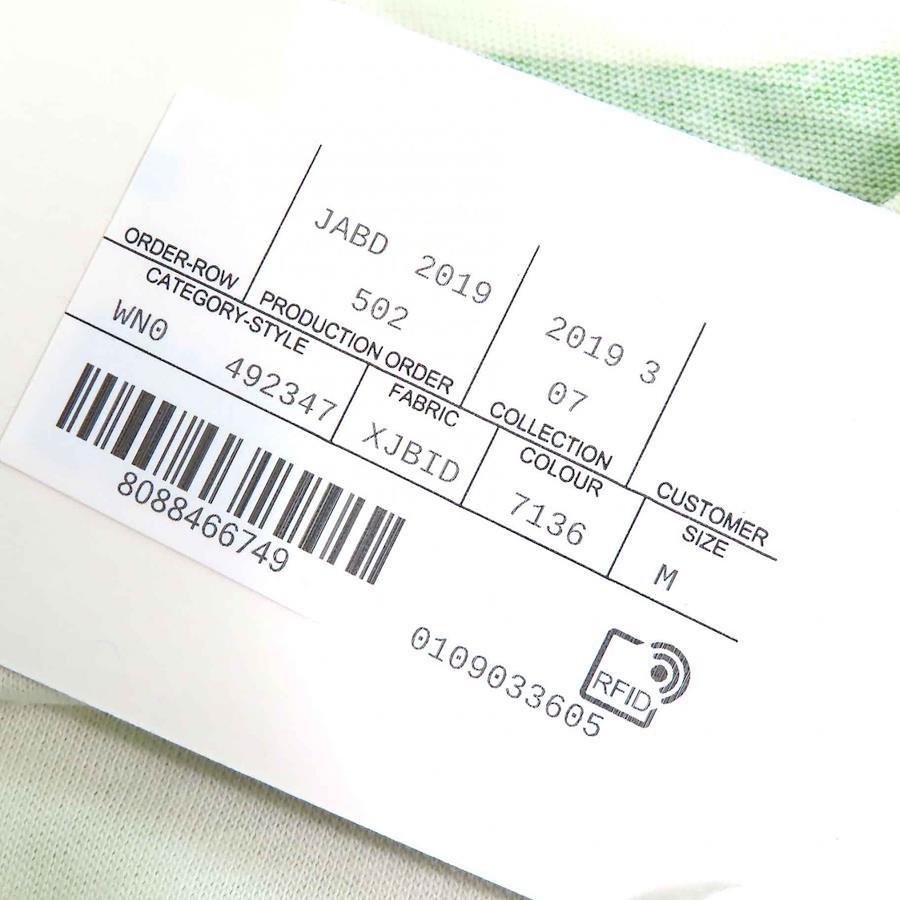 JABD 2019
502
2019 3
07
ORDER-ROW
PRODUCTION ORDER
COLLECTION
CUSTOMER
CATEGORY-STYLE
FABRIC
COLOUR
SIZE
WN0 492347
XJBID
7136
M
8088466749
0109033605
RFID